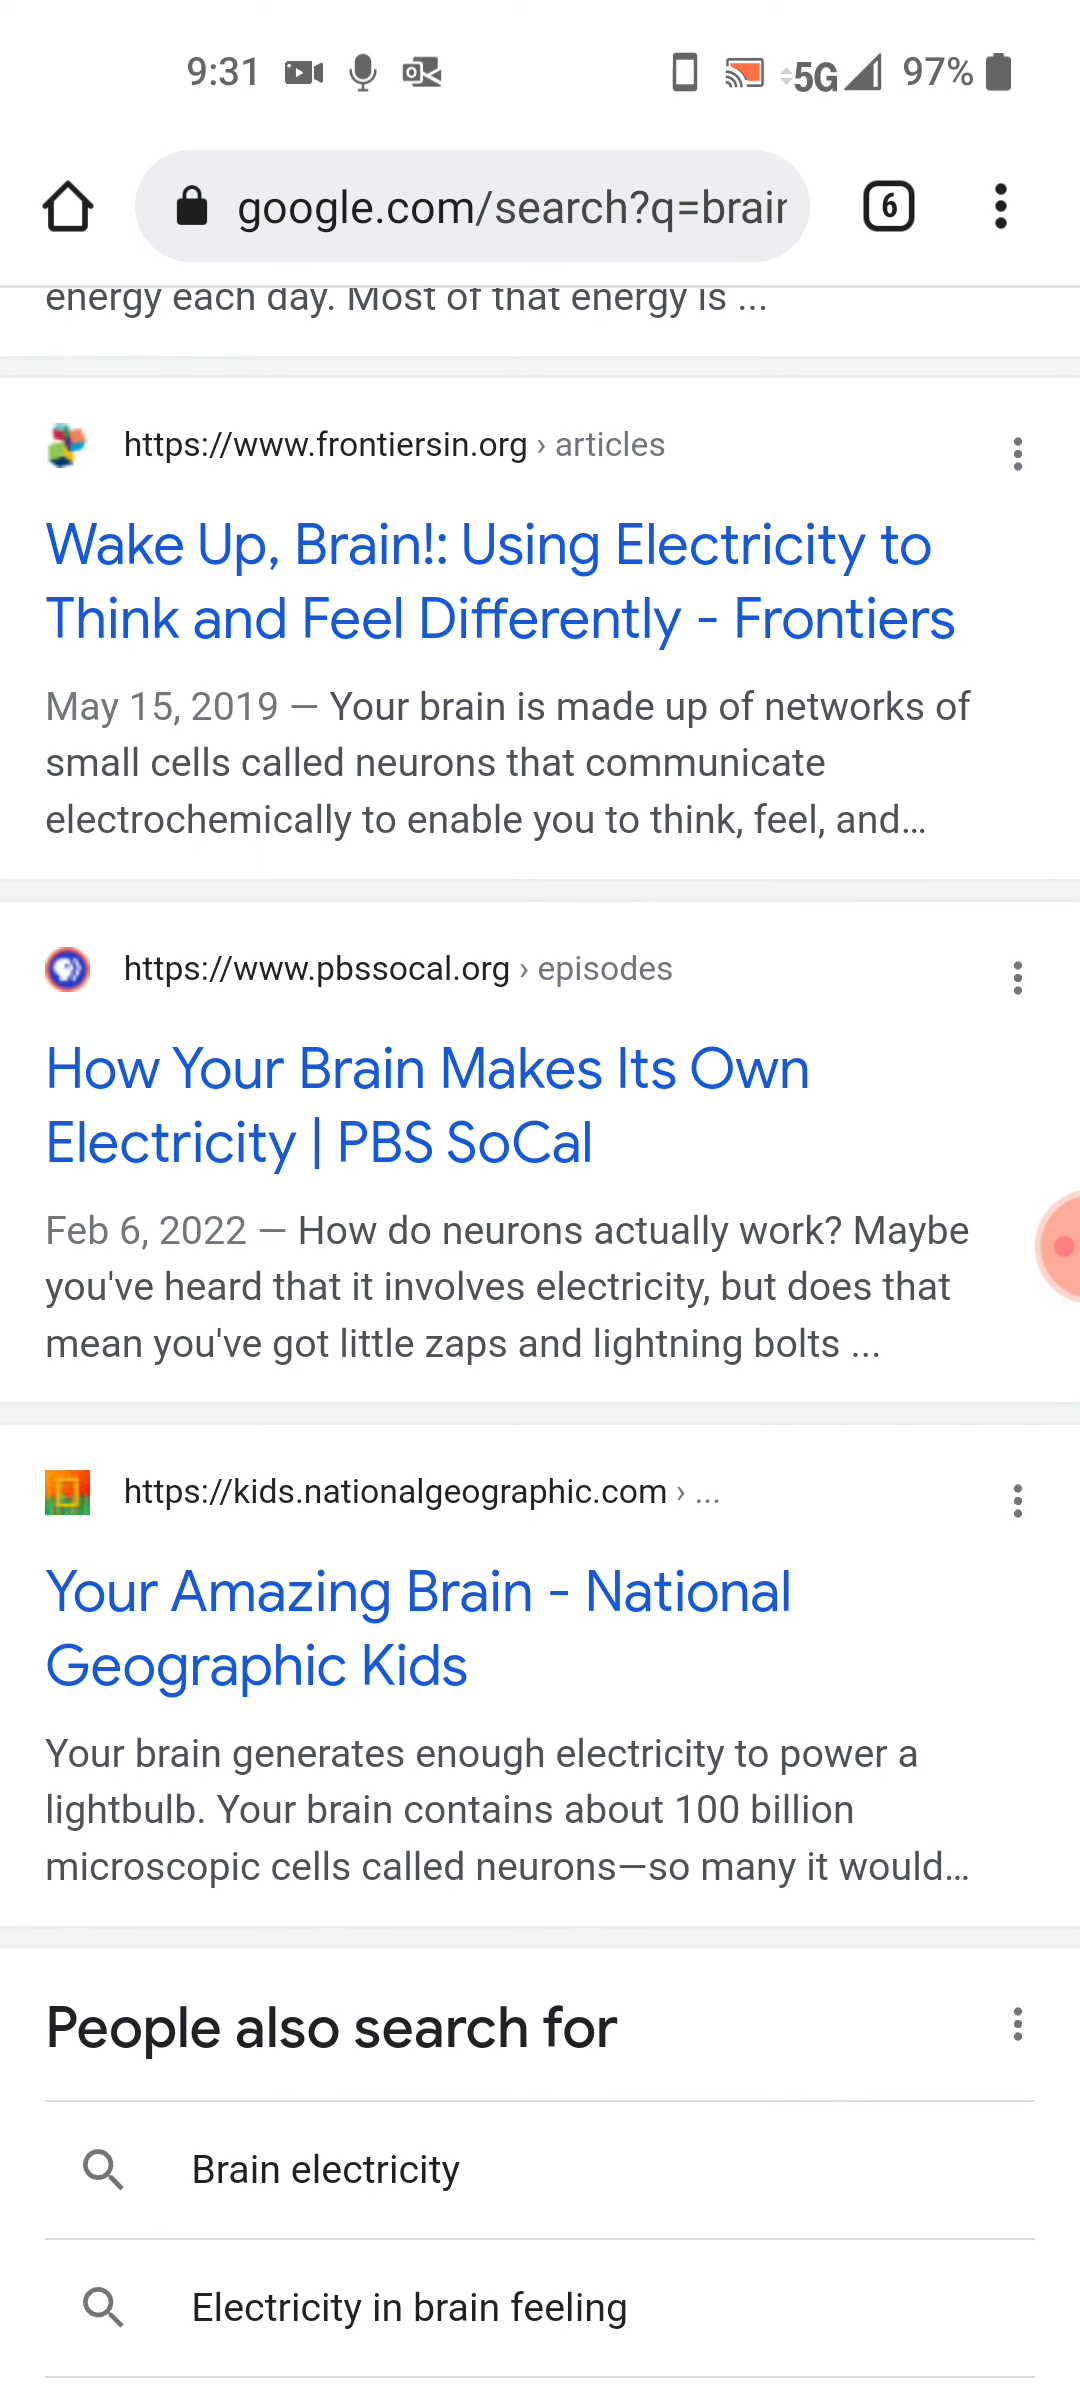 9:31
5G
97%
google.com/search?q=brain
6
energy each day. Most of that energy is ...
https://www.frontiersin.org › articles
Wake Up, Brain!: Using Electricity to
Think and Feel Differently - Frontiers
May 15, 2019 — Your brain is made up of networks of
small cells called neurons that communicate
electrochemically to enable you to think, feel, and...
https://www.pbssocal.org › episodes
How Your Brain Makes Its Own
Electricity | PBS SoCal
Feb 6, 2022 — How do neurons actually work? Maybe
you've heard that it involves electricity, but does that
mean you've got little zaps and lightning bolts ...
https://kids.nationalgeographic.com › ...
Your Amazing Brain - National
Geographic Kids
Your brain generates enough electricity to power a
lightbulb. Your brain contains about 100 billion
microscopic cells called neurons—so many it would...
People also search for
Brain electricity
Electricity in brain feeling